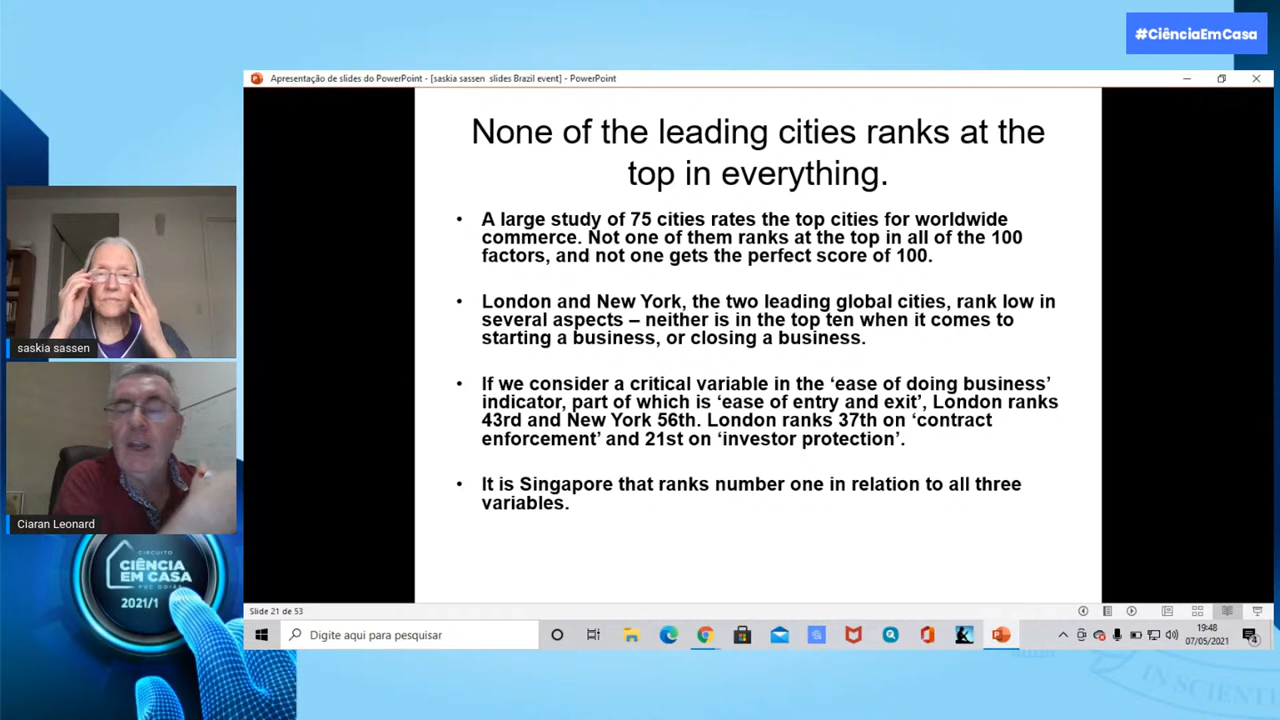 #CiênciaEmCasa
Apresentação de slides do PowerPoint - [saskia sassen slides Brazil event] - PowerPoint
None of the leading cities ranks at the
top in everything.
• A large study of 75 cities rates the top cities for worldwide
commerce. Not one of them ranks at the top in all of the 100
factors, and not one gets the perfect score of 100.
• London and New York, the two leading global cities, rank low in
several aspects – neither is in the top ten when it comes to
starting a business, or closing a business.
• If we consider a critical variable in the ‘ease of doing business’
indicator, part of which is ‘ease of entry and exit’, London ranks
43rd and New York 56th. London ranks 37th on ‘contract
enforcement’ and 21st on ‘investor protection’.
• It is Singapore that ranks number one in relation to all three
variables.
saskia sassen
Ciaran Leonard
CIRCUITO
CIÊNCIA
EM CASA
PUC GOIÁS
2021/1
Slide 21 de 53
Digite aqui para pesquisar
19:48
07/05/2021
4
IN SCIENTI